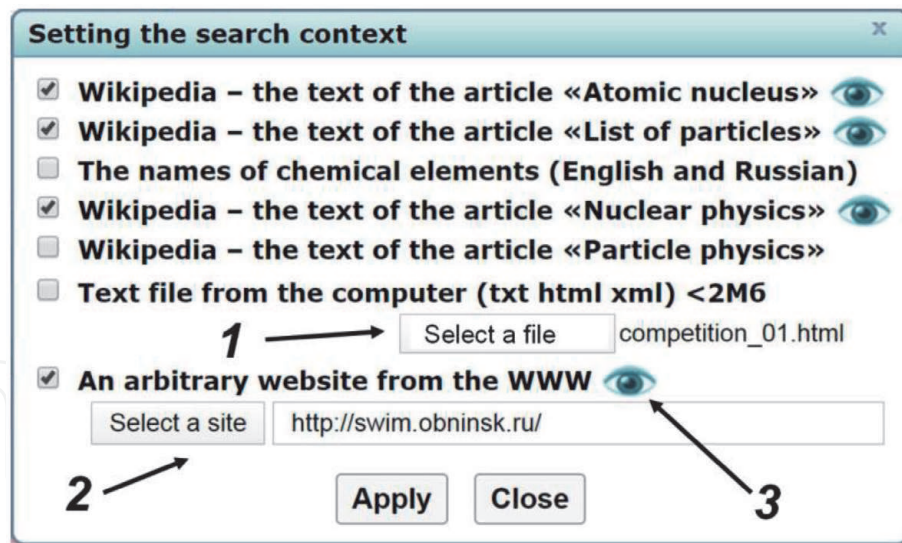 Setting the search context x
Wikipedia – the text of the article «Atomic nucleus»
Wikipedia – the text of the article «List of particles»
The names of chemical elements (English and Russian)
Wikipedia – the text of the article «Nuclear physics»
Wikipedia – the text of the article «Particle physics»
Text file from the computer (txt html xml) <2М6
1 Select a file competition_01.html
An arbitrary website from the WWW
Select a site http://swim.obninsk.ru/
2 Apply Close 3